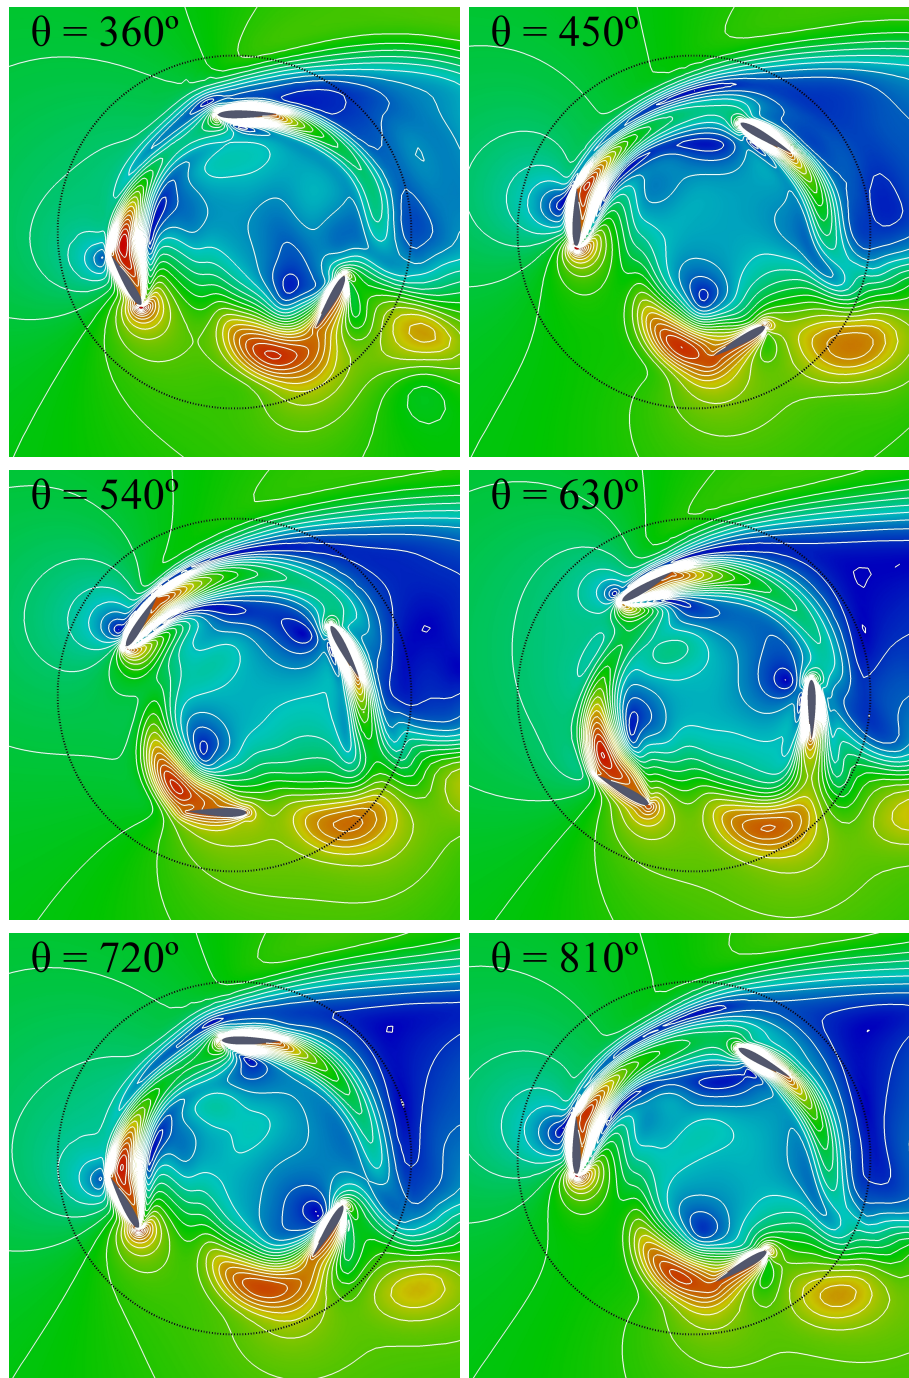 θ = 360º
θ = 450º
θ = 540º
θ = 630º
θ = 720º
θ = 810º